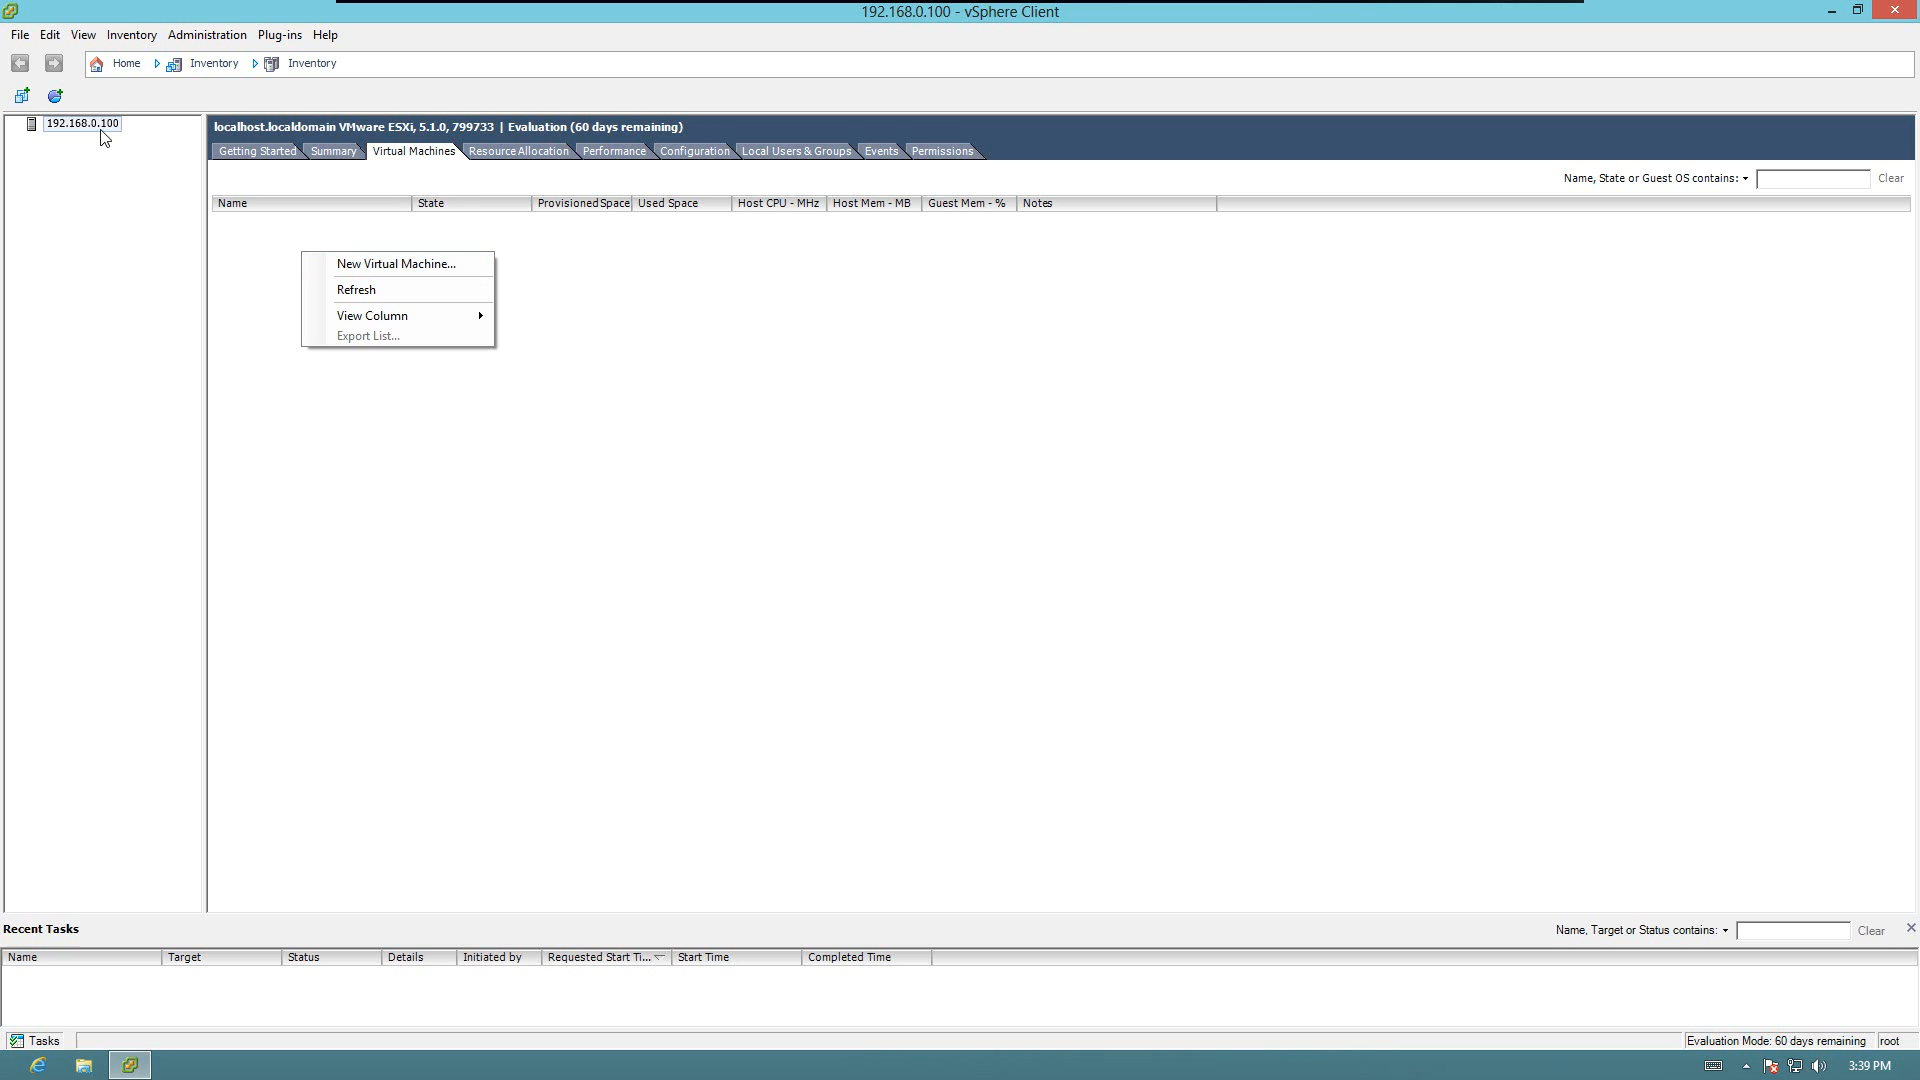 192.168.0.100 - vSphere Client
File Edit View Inventory Administration Plug-ins Help
Home Inventory Inventory
192.168.0.100
localhost.localdomain VMware ESXi, 5.1.0, 799733 | Evaluation (60 days remaining)
Getting Started Summary Virtual Machines Resource Allocation Performance Configuration Local Users & Groups Events Permissions
Name, State or Guest OS contains: Clear
Name State Provisioned Space Used Space Host CPU - MHz Host Mem - MB Guest Mem - % Notes
New Virtual Machine...
Refresh
View Column
Export List...
Recent Tasks
Name, Target or Status contains: Clear
Name Target Status Details Initiated by Requested Start Ti... Start Time Completed Time
Tasks
Evaluation Mode: 60 days remaining root
3:39 PM